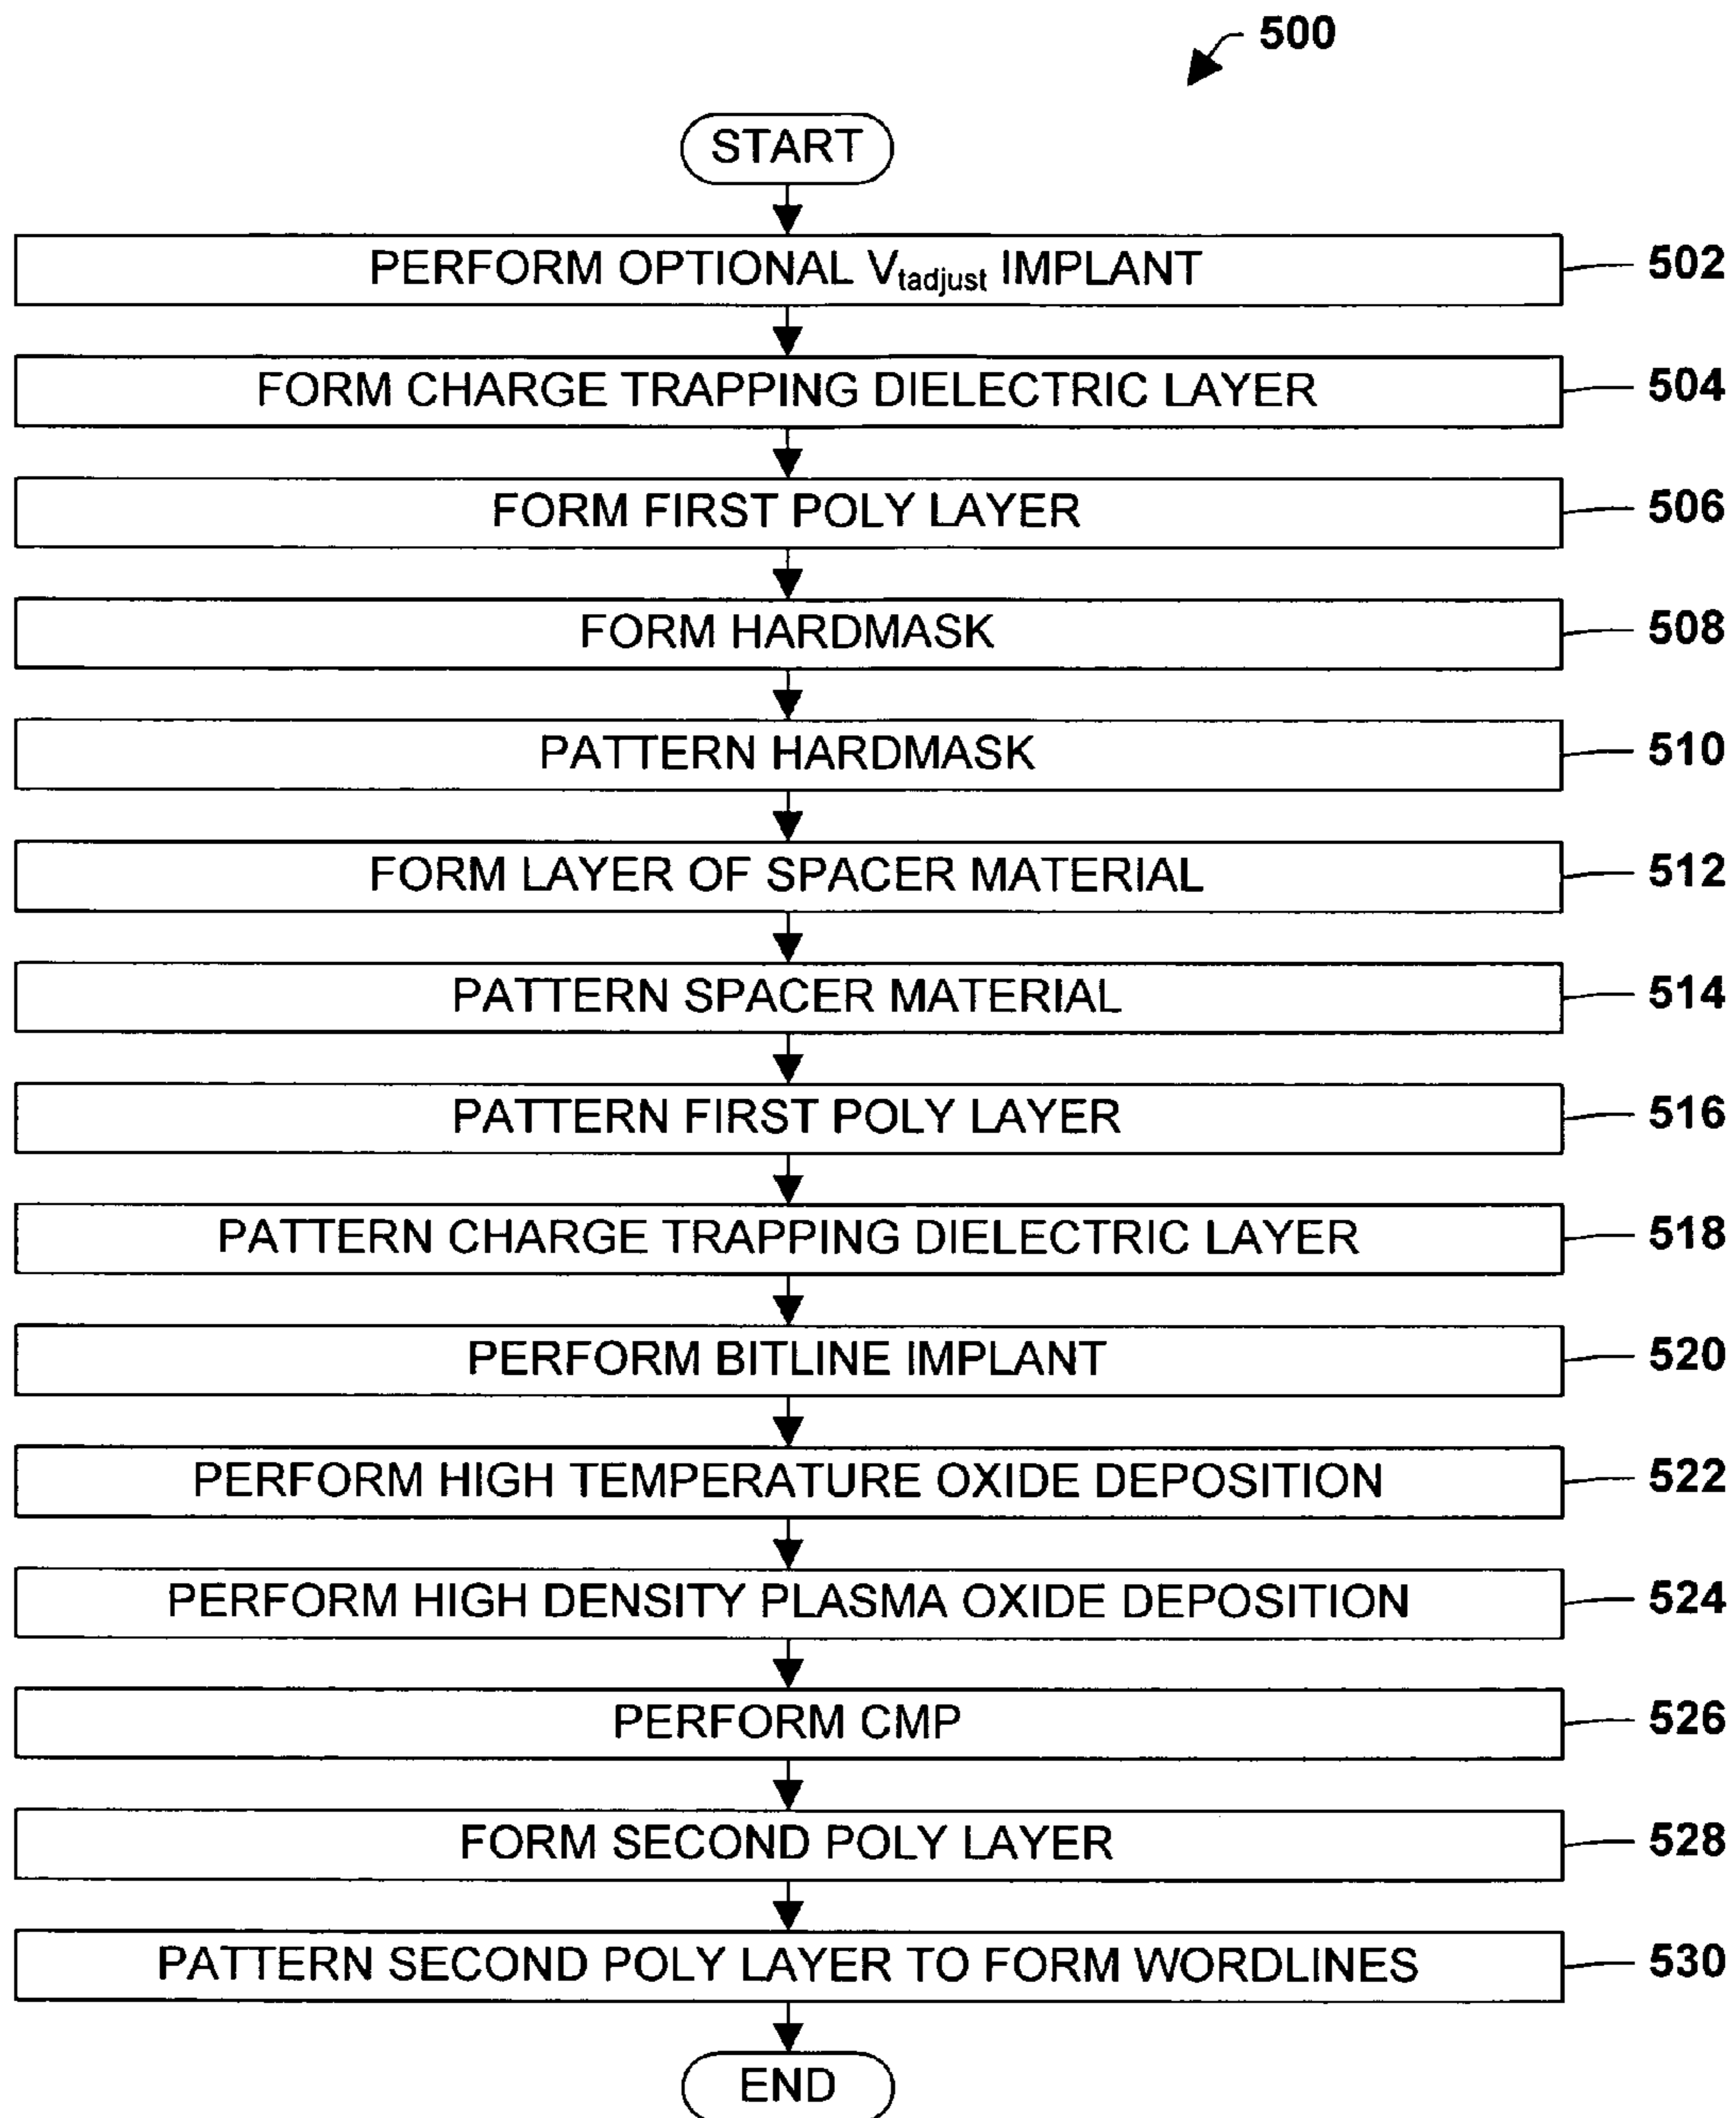 500
START
PERFORM OPTIONAL Vtadjust IMPLANT 502
FORM CHARGE TRAPPING DIELECTRIC LAYER 504
FORM FIRST POLY LAYER 506
FORM HARDMASK 508
PATTERN HARDMASK 510
FORM LAYER OF SPACER MATERIAL 512
PATTERN SPACER MATERIAL 514
PATTERN FIRST POLY LAYER 516
PATTERN CHARGE TRAPPING DIELECTRIC LAYER 518
PERFORM BITLINE IMPLANT 520
PERFORM HIGH TEMPERATURE OXIDE DEPOSITION 522
PERFORM HIGH DENSITY PLASMA OXIDE DEPOSITION 524
PERFORM CMP 526
FORM SECOND POLY LAYER 528
PATTERN SECOND POLY LAYER TO FORM WORDLINES 530
END